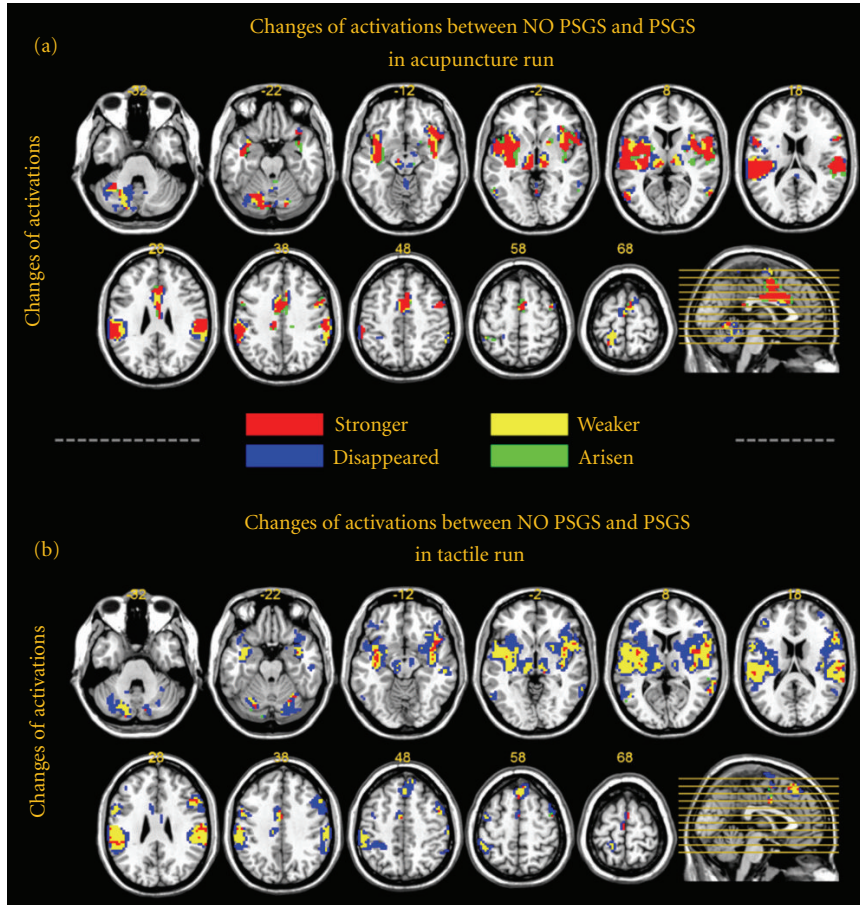 (a)
Changes of activations between NO PSGS and PSGS
in acupuncture run
Changes of activations
-32
-22
-12
-2
8
18
28
38
48
58
68
Stronger
Weaker
Disappeared
Arisen
(b)
Changes of activations between NO PSGS and PSGS
in tactile run
Changes of activations
-32
-22
-12
-2
8
18
28
38
48
58
68